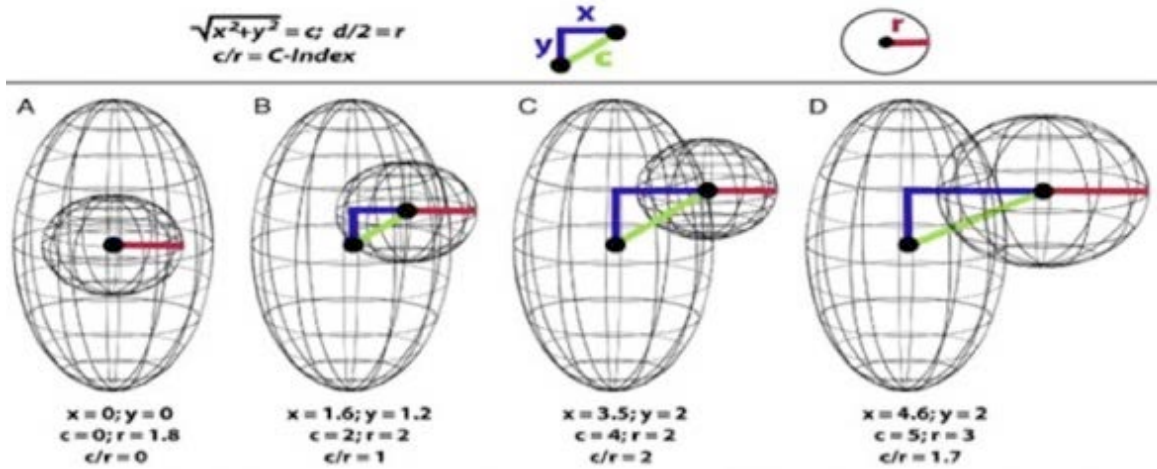 √x²+y² = c; d/2 = r
c/r = C-Index
x
y
c
r
A
B
C
D
x = 0; y = 0
c = 0; r = 1.8
c/r = 0
x = 1.6; y = 1.2
c = 2; r = 2
c/r = 1
x = 3.5; y = 2
c = 4; r = 2
c/r = 2
x = 4.6; y = 2
c = 5; r = 3
c/r = 1.7